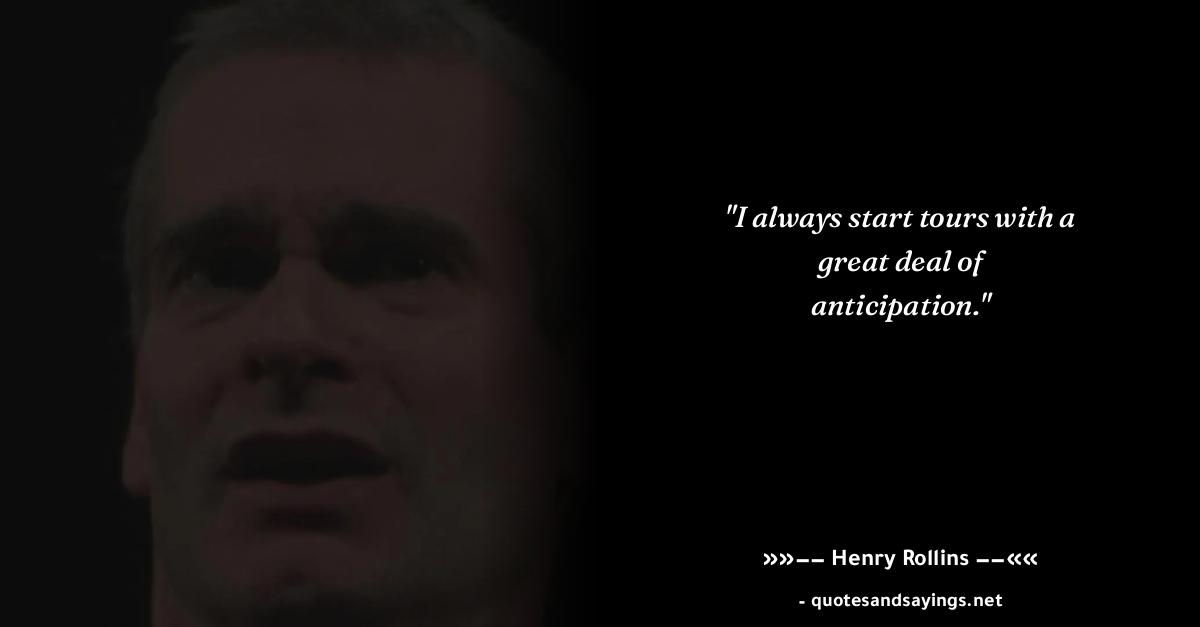 "I always start tours with a
great deal of
anticipation."
»»−− Henry Rollins −−««
- quotesandsayings.net